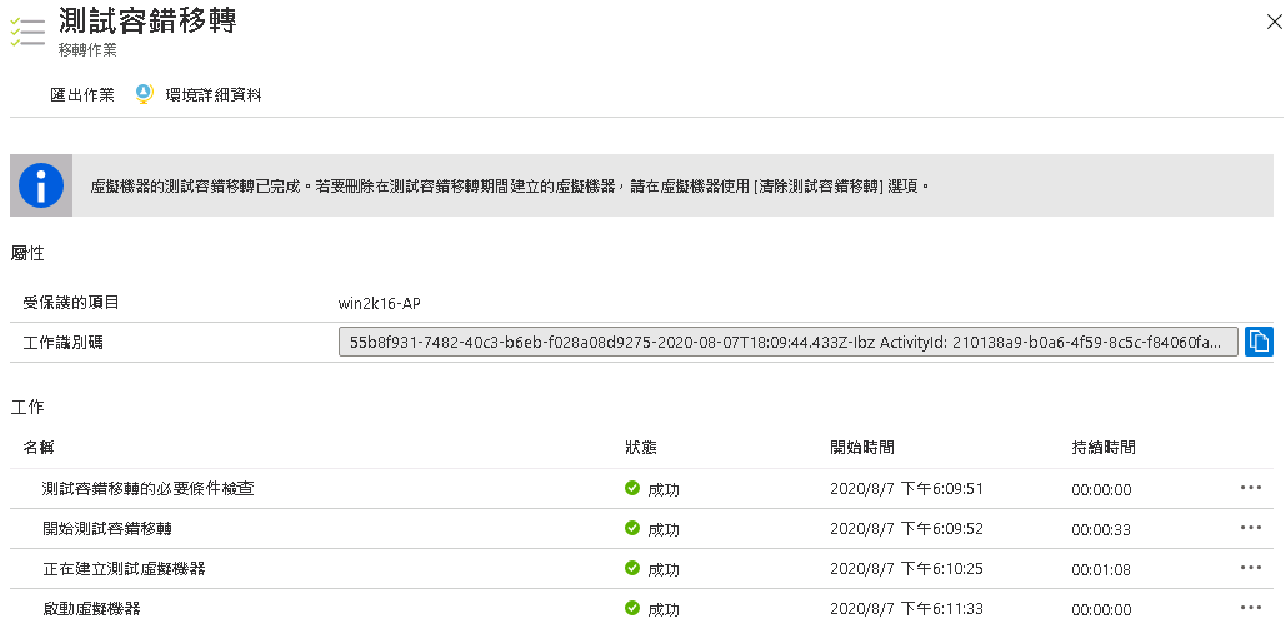 測試容錯移轉
移轉作業
匯出作業 環境詳細資料
虛擬機器的測試容錯移轉已完成。若要刪除在測試容錯移轉期間建立的虛擬機器，請在虛擬機器使用 [清除測試容錯移轉] 選項。
屬性
受保護的項目 win2k16-AP
工作識別碼 55b8f931-7482-40c3-b6eb-f028a08d9275-2020-08-07T18:09:44.433Z-Ibz ActivityId: 210138a9-b0a6-4f59-8c5c-f84060fa...
工作
名稱 狀態 開始時間 持續時間
測試容錯移轉的必要條件檢查 成功 2020/8/7 下午6:09:51 00:00:00
開始測試容錯移轉 成功 2020/8/7 下午6:09:52 00:00:33
正在建立測試虛擬機器 成功 2020/8/7 下午6:10:25 00:01:08
啟動虛擬機器 成功 2020/8/7 下午6:11:33 00:00:00